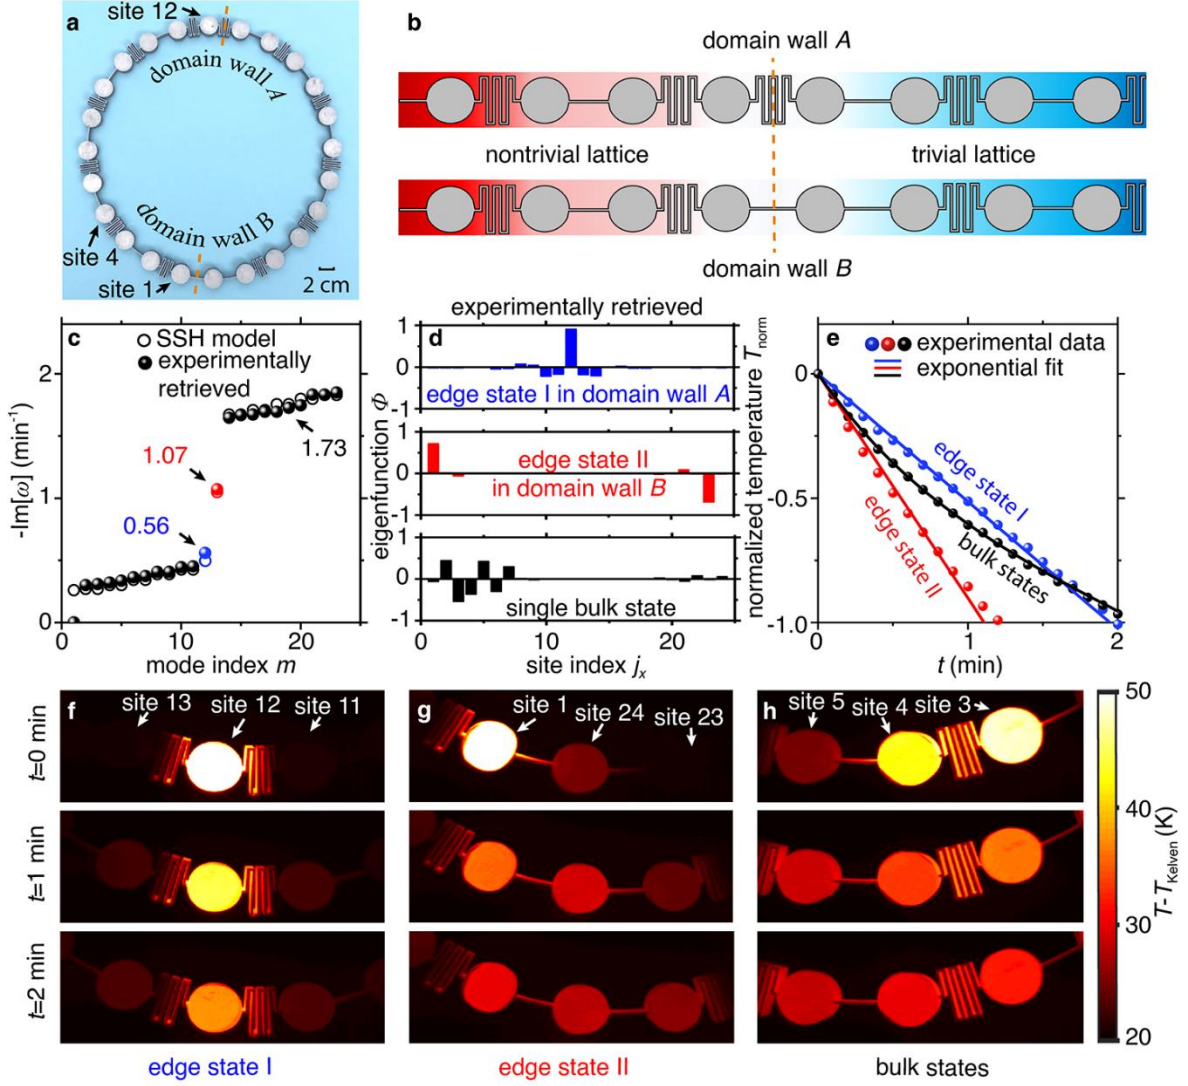 a
site 12
domain wall A
domain wall B
site 4
site 1
2 cm
b
domain wall A
nontrivial lattice
trivial lattice
domain wall B
c
SSH model
experimentally
retrieved
1.07
0.56
1.73
-Im[ω] (min⁻¹)
2
1
0
0
10
20
mode index m
experimentally retrieved
d
edge state I in domain wall A
edge state II
in domain wall B
single bulk state
eigenfunction Φ
1
0
-1
1
0
-1
1
0
-1
0
10
20
site index jₓ
e
experimental data
exponential fit
edge state I
bulk states
edge state II
normalized temperature Tnorm
0
-0.5
-1.0
0
1
2
t (min)
f
site 13
site 12
site 11
g
site 1
site 24
site 23
h
site 5
site 4
site 3
t=0 min
t=1 min
t=2 min
50
40
30
20
T-TKelven (K)
edge state I
edge state II
bulk states